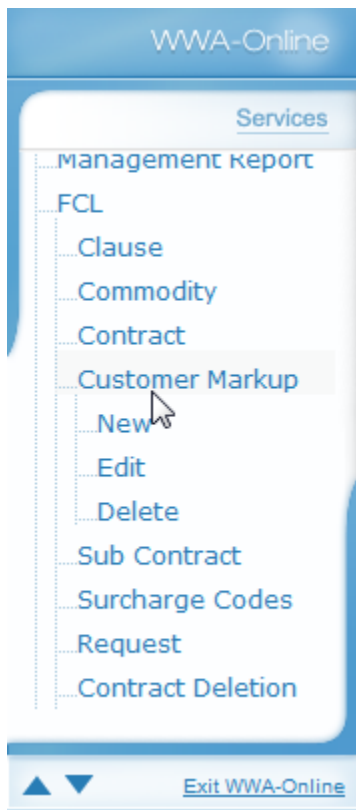 WWA-Online
Services
Management Report
FCL
Clause
Commodity
Contract
Customer Markup
New
Edit
Delete
Sub Contract
Surcharge Codes
Request
Contract Deletion
Exit WWA-Online